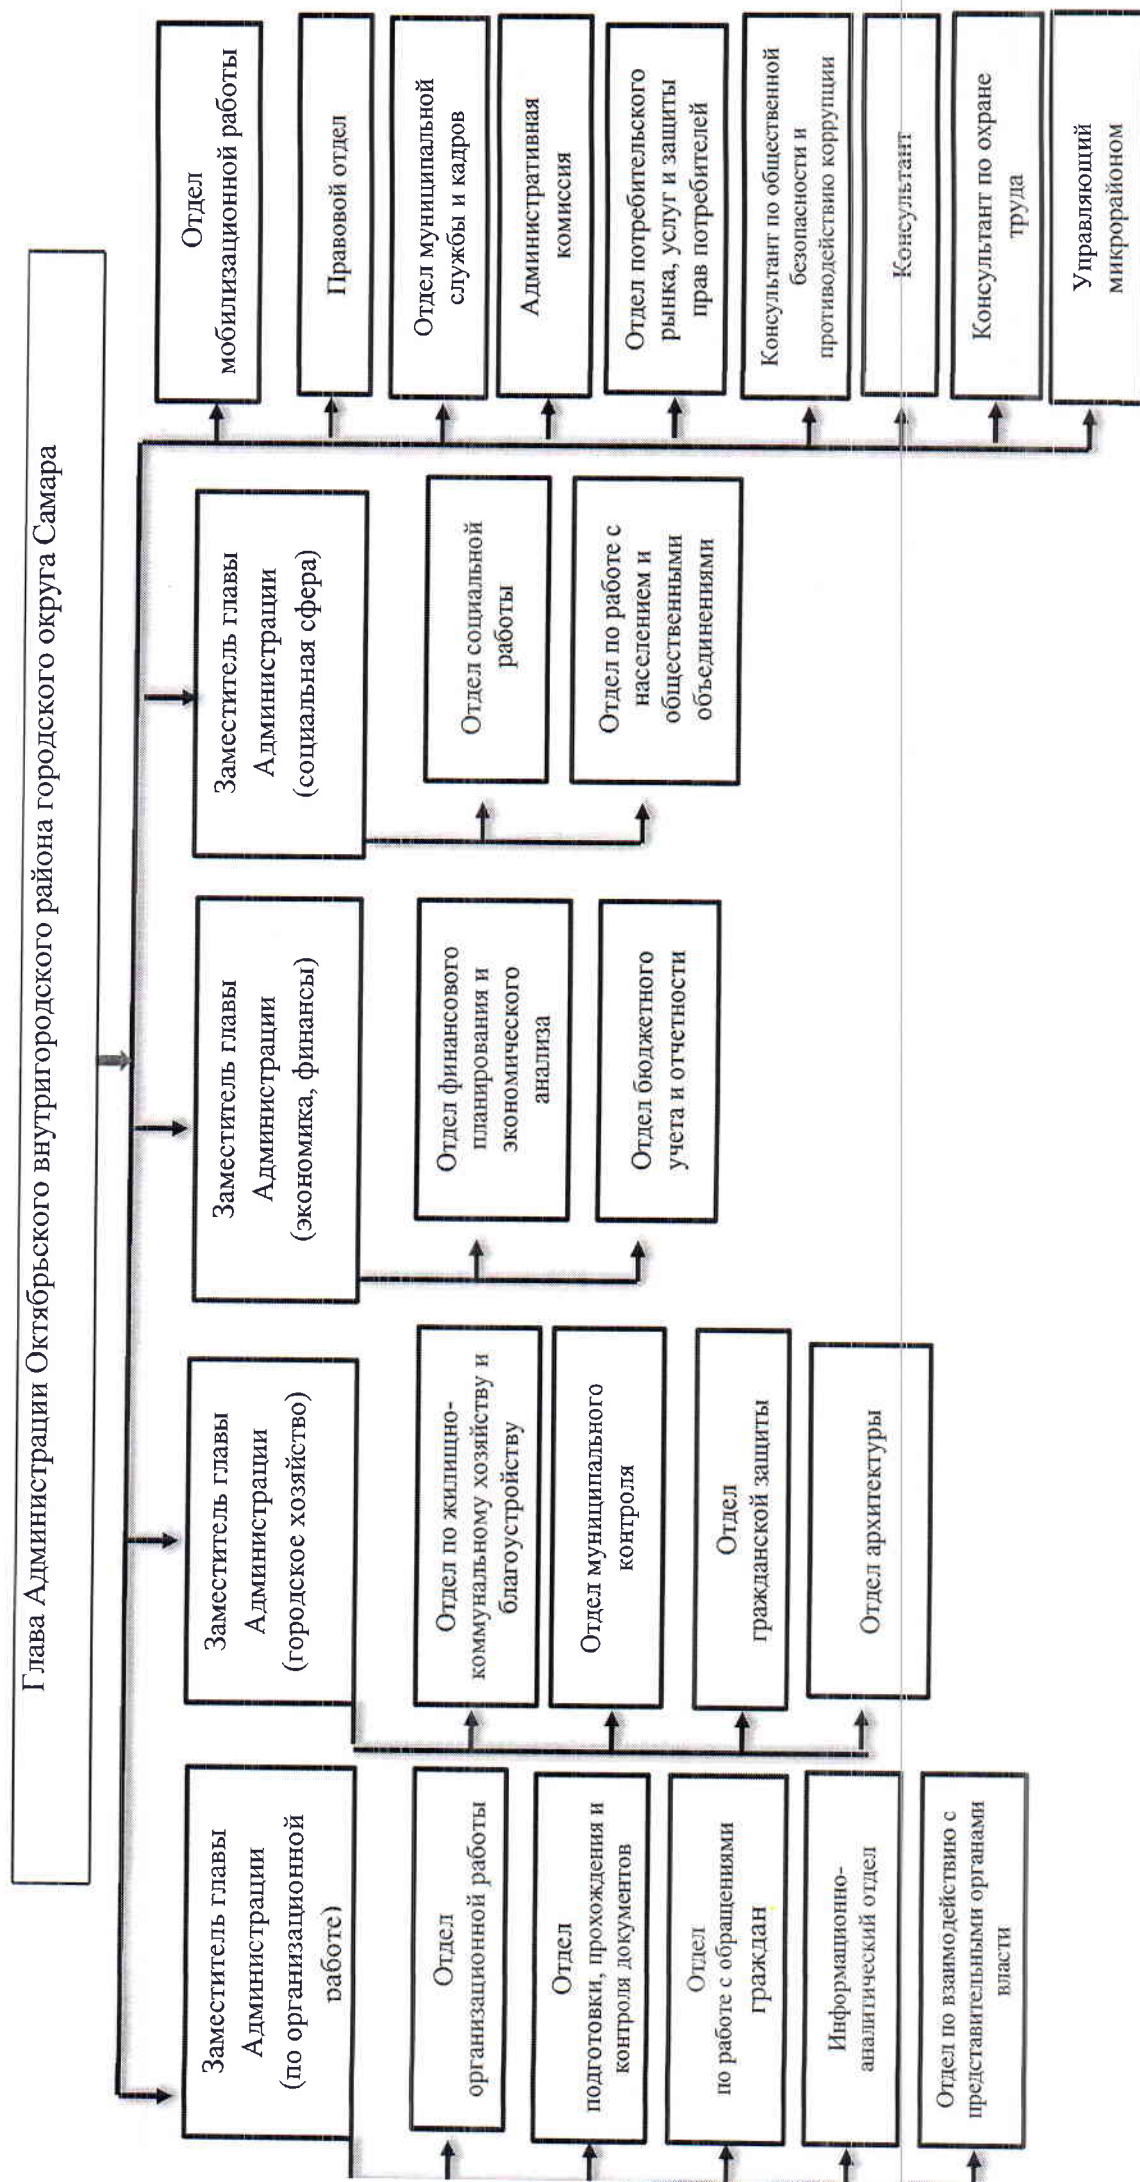 Глава Администрации Октябрьского внутригородского района городского округа Самара
Заместитель главы
Администрации
(по организационной
работе)
Отдел
организационной работы
Отдел
подготовки, прохождения и
контроля документов
Отдел
по работе с обращениями
граждан
Информационно-
аналитический отдел
Отдел по взаимодействию с
представительными органами
власти
Заместитель главы
Администрации
(городское хозяйство)
Отдел по жилищно-
коммунальному хозяйству и
благоустройству
Отдел муниципального
контроля
Отдел
гражданской защиты
Отдел архитектуры
Заместитель главы
Администрации
(экономика, финансы)
Отдел финансового
планирования и
экономического
анализа
Отдел бюджетного
учета и отчетности
Заместитель главы
Администрации
(социальная сфера)
Отдел социальной
работы
Отдел по работе с
населением и
общественными
объединениями
Отдел
мобилизационной работы
Правовой отдел
Отдел муниципальной
службы и кадров
Административная
комиссия
Отдел потребительского
рынка, услуг и защиты
прав потребителей
Консультант по общественной
безопасности и
противодействию коррупции
Консультант
Консультант по охране
труда
Управляющий
микрорайоном